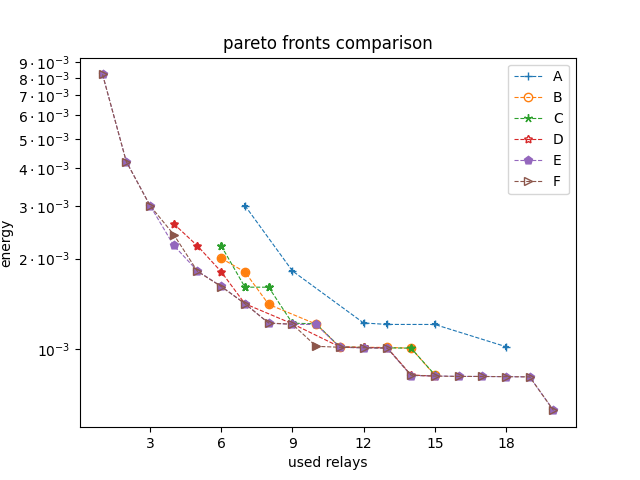 pareto fronts comparison
9·10⁻³
8·10⁻³
7·10⁻³
6·10⁻³
5·10⁻³
4·10⁻³
3·10⁻³
2·10⁻³
10⁻³
energy
A
B
C
D
E
F
3 6 9 12 15 18
used relays